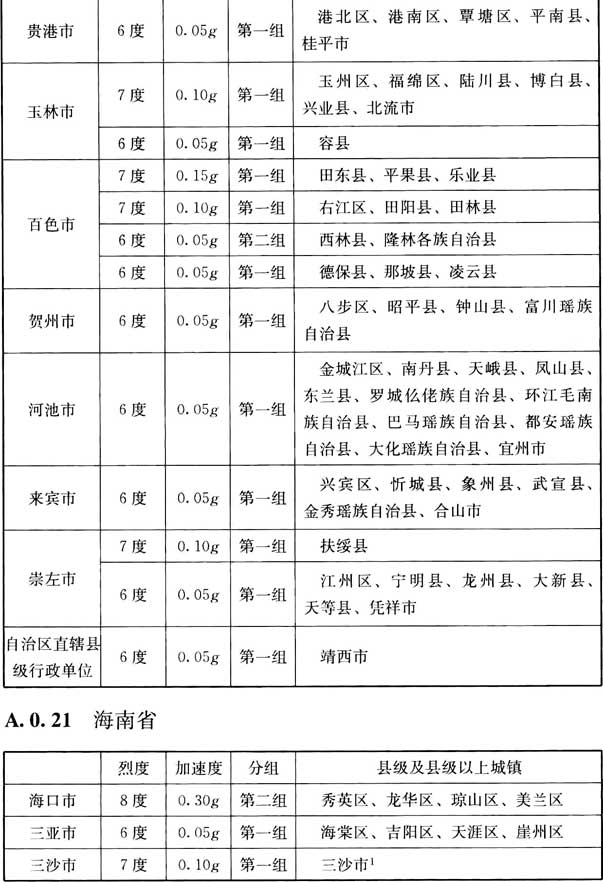 贵港市 6度 0.05g 第一组 港北区、港南区、覃塘区、平南县、
桂平市
玉林市 7度 0.10g 第一组 玉州区、福绵区、陆川县、博白县、
兴业县、北流市
6度 0.05g 第一组 容县
百色市 7度 0.15g 第一组 田东县、平果县、乐业县
7度 0.10g 第一组 右江区、田阳县、田林县
6度 0.05g 第二组 西林县、隆林各族自治县
6度 0.05g 第一组 德保县、那坡县、凌云县
贺州市 6度 0.05g 第一组 八步区、昭平县、钟山县、富川瑶族
自治县
河池市 6度 0.05g 第一组 金城江区、南丹县、天峨县、凤山县、
东兰县、罗城仫佬族自治县、环江毛南
族自治县、巴马瑶族自治县、都安瑶族
自治县、大化瑶族自治县、宜州市
来宾市 6度 0.05g 第一组 兴宾区、忻城县、象州县、武宣县、
金秀瑶族自治县、合山市
崇左市 7度 0.10g 第一组 扶绥县
6度 0.05g 第一组 江州区、宁明县、龙州县、大新县、
天等县、凭祥市
自治区直辖县
级行政单位 6度 0.05g 第一组 靖西市
A.0.21 海南省
烈度 加速度 分组 县级及县级以上城镇
海口市 8度 0.30g 第二组 秀英区、龙华区、琼山区、美兰区
三亚市 6度 0.05g 第一组 海棠区、吉阳区、天涯区、崖州区
三沙市 7度 0.10g 第一组 三沙市¹